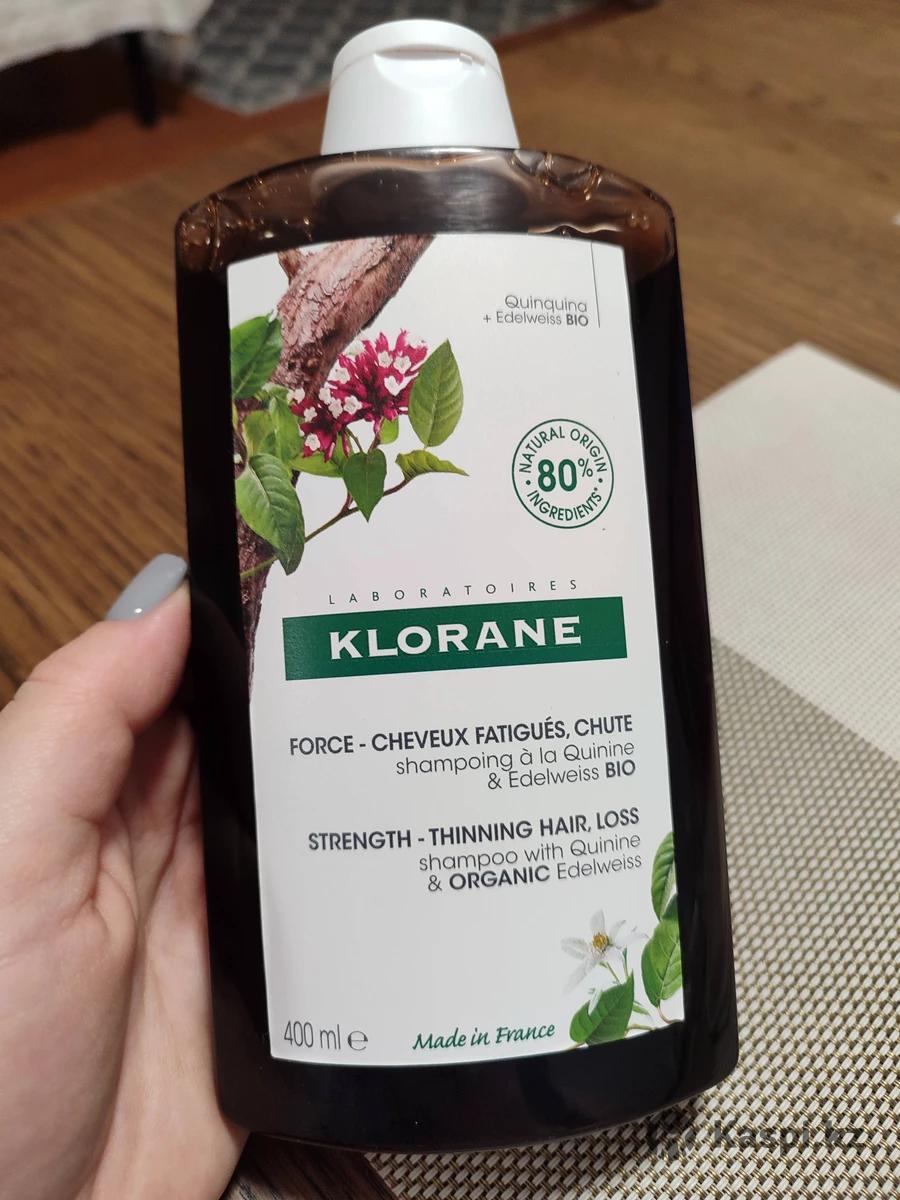 Quinquina
+ Edelweiss BIO
NATURAL ORIGIN
80%
INGREDIENTS*
LABORATOIRES
KLORANE
FORCE - CHEVEUX FATIGUÉS, CHUTE
shampoing à la Quinine
& Edelweiss BIO
STRENGTH - THINNING HAIR, LOSS
shampoo with Quinine
& ORGANIC Edelweiss
400 ml e
Made in France
Kaspi.kz